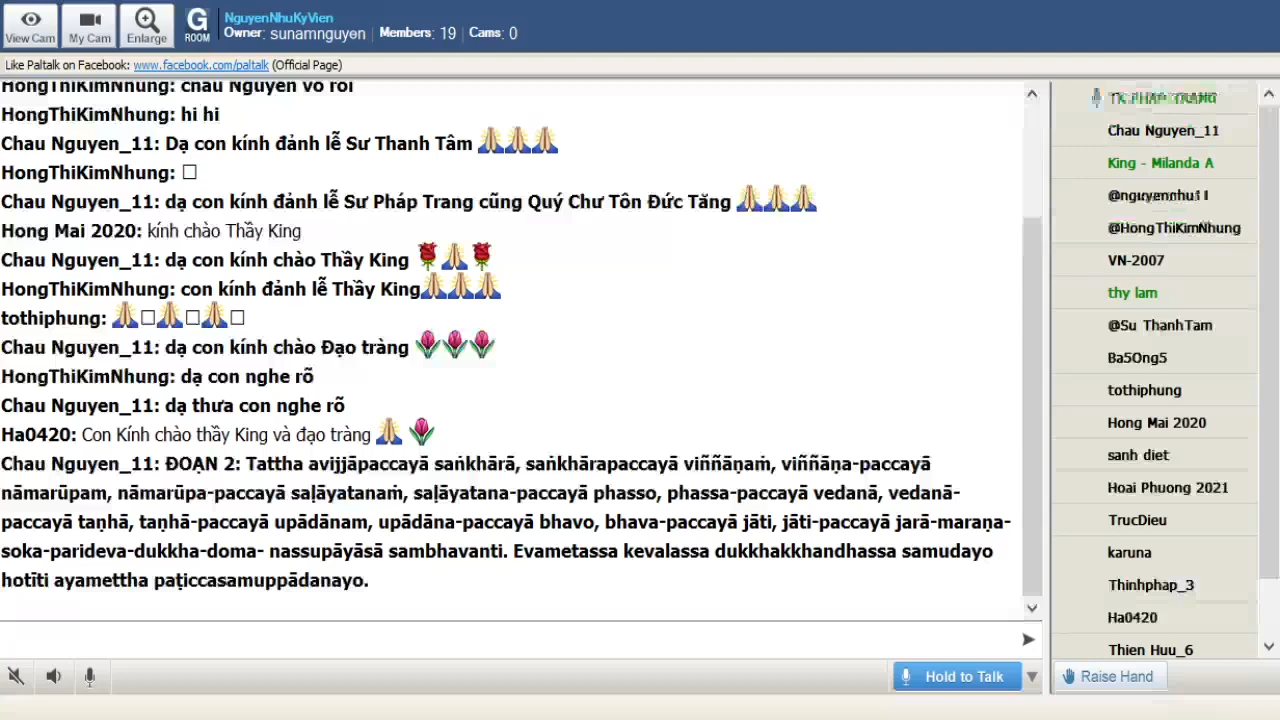 View Cam
My Cam
Enlarge
G
ROOM
NguyenNhuKyVien
Owner: sunamnguyen | Members: 19 | Cams: 0
Like Paltalk on Facebook: www.facebook.com/paltalk (Official Page)
HongThiKimNhung: chau Nguyen vo roi
HongThiKimNhung: hi hi
Chau Nguyen_11: Dạ con kính đảnh lễ Sư Thanh Tâm 🙏🙏🙏
HongThiKimNhung: □
Chau Nguyen_11: dạ con kính đảnh lễ Sư Pháp Trang cũng Quý Chư Tôn Đức Tăng 🙏🙏🙏
Hong Mai 2020: kính chào Thầy King
Chau Nguyen_11: dạ con kính chào Thầy King 🌹🙏🌹
HongThiKimNhung: con kính đảnh lễ Thầy King🙏🙏🙏
tothiphung: 🙏□🙏□🙏□
Chau Nguyen_11: dạ con kính chào Đạo tràng 🌷🌷🌷
HongThiKimNhung: dạ con nghe rõ
Chau Nguyen_11: dạ thưa con nghe rõ
Ha0420: Con Kính chào thầy King và đạo tràng 🙏 🌷
Chau Nguyen_11: ĐOẠN 2: Tattha avijjāpaccayā saṅkhārā, saṅkhārapaccayā viññāṇaṁ, viññāṇa-paccayā
nāmarūpam, nāmarūpa-paccayā saḷāyatanaṁ, saḷāyatana-paccayā phasso, phassa-paccayā vedanā, vedanā-
paccayā taṇhā, taṇhā-paccayā upādānam, upādāna-paccayā bhavo, bhava-paccayā jāti, jāti-paccayā jarā-maraṇa-
soka-parideva-dukkha-doma- nassupāyāsā sambhavanti. Evametassa kevalassa dukkhakkhandhassa samudayo
hotīti ayamettha paṭiccasamuppādanayo.
Hold to Talk
TK PHAP TRANG
Chau Nguyen_11
King - Milanda A
@nguyennhu11
@HongThiKimNhung
VN-2007
thy lam
@Su ThanhTam
Ba5Ong5
tothiphung
Hong Mai 2020
sanh diet
Hoai Phuong 2021
TrucDieu
karuna
Thinhphap_3
Ha0420
Thien Huu_6
Raise Hand